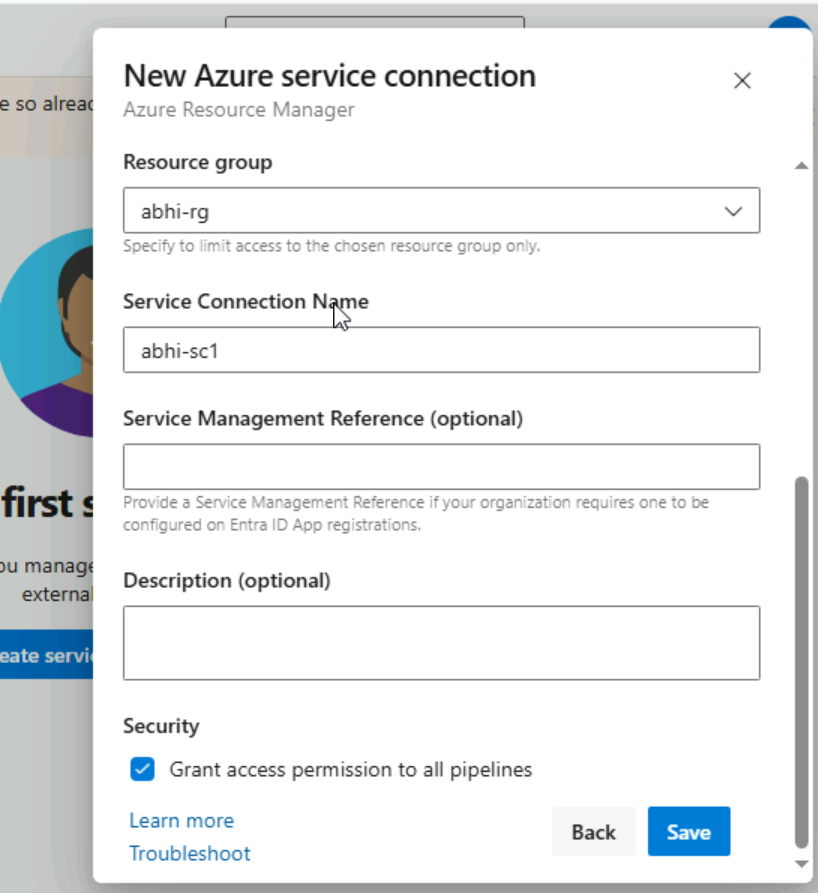 New Azure service connection
Azure Resource Manager
e so alread
Resource group
abhi-rg
Specify to limit access to the chosen resource group only.
Service Connection Name
abhi-sc1
Service Management Reference (optional)
Provide a Service Management Reference if your organization requires one to be
configured on Entra ID App registrations.
first s
ou manage
external
eate servi
Description (optional)
Security
Grant access permission to all pipelines
Learn more
Troubleshoot
Back
Save